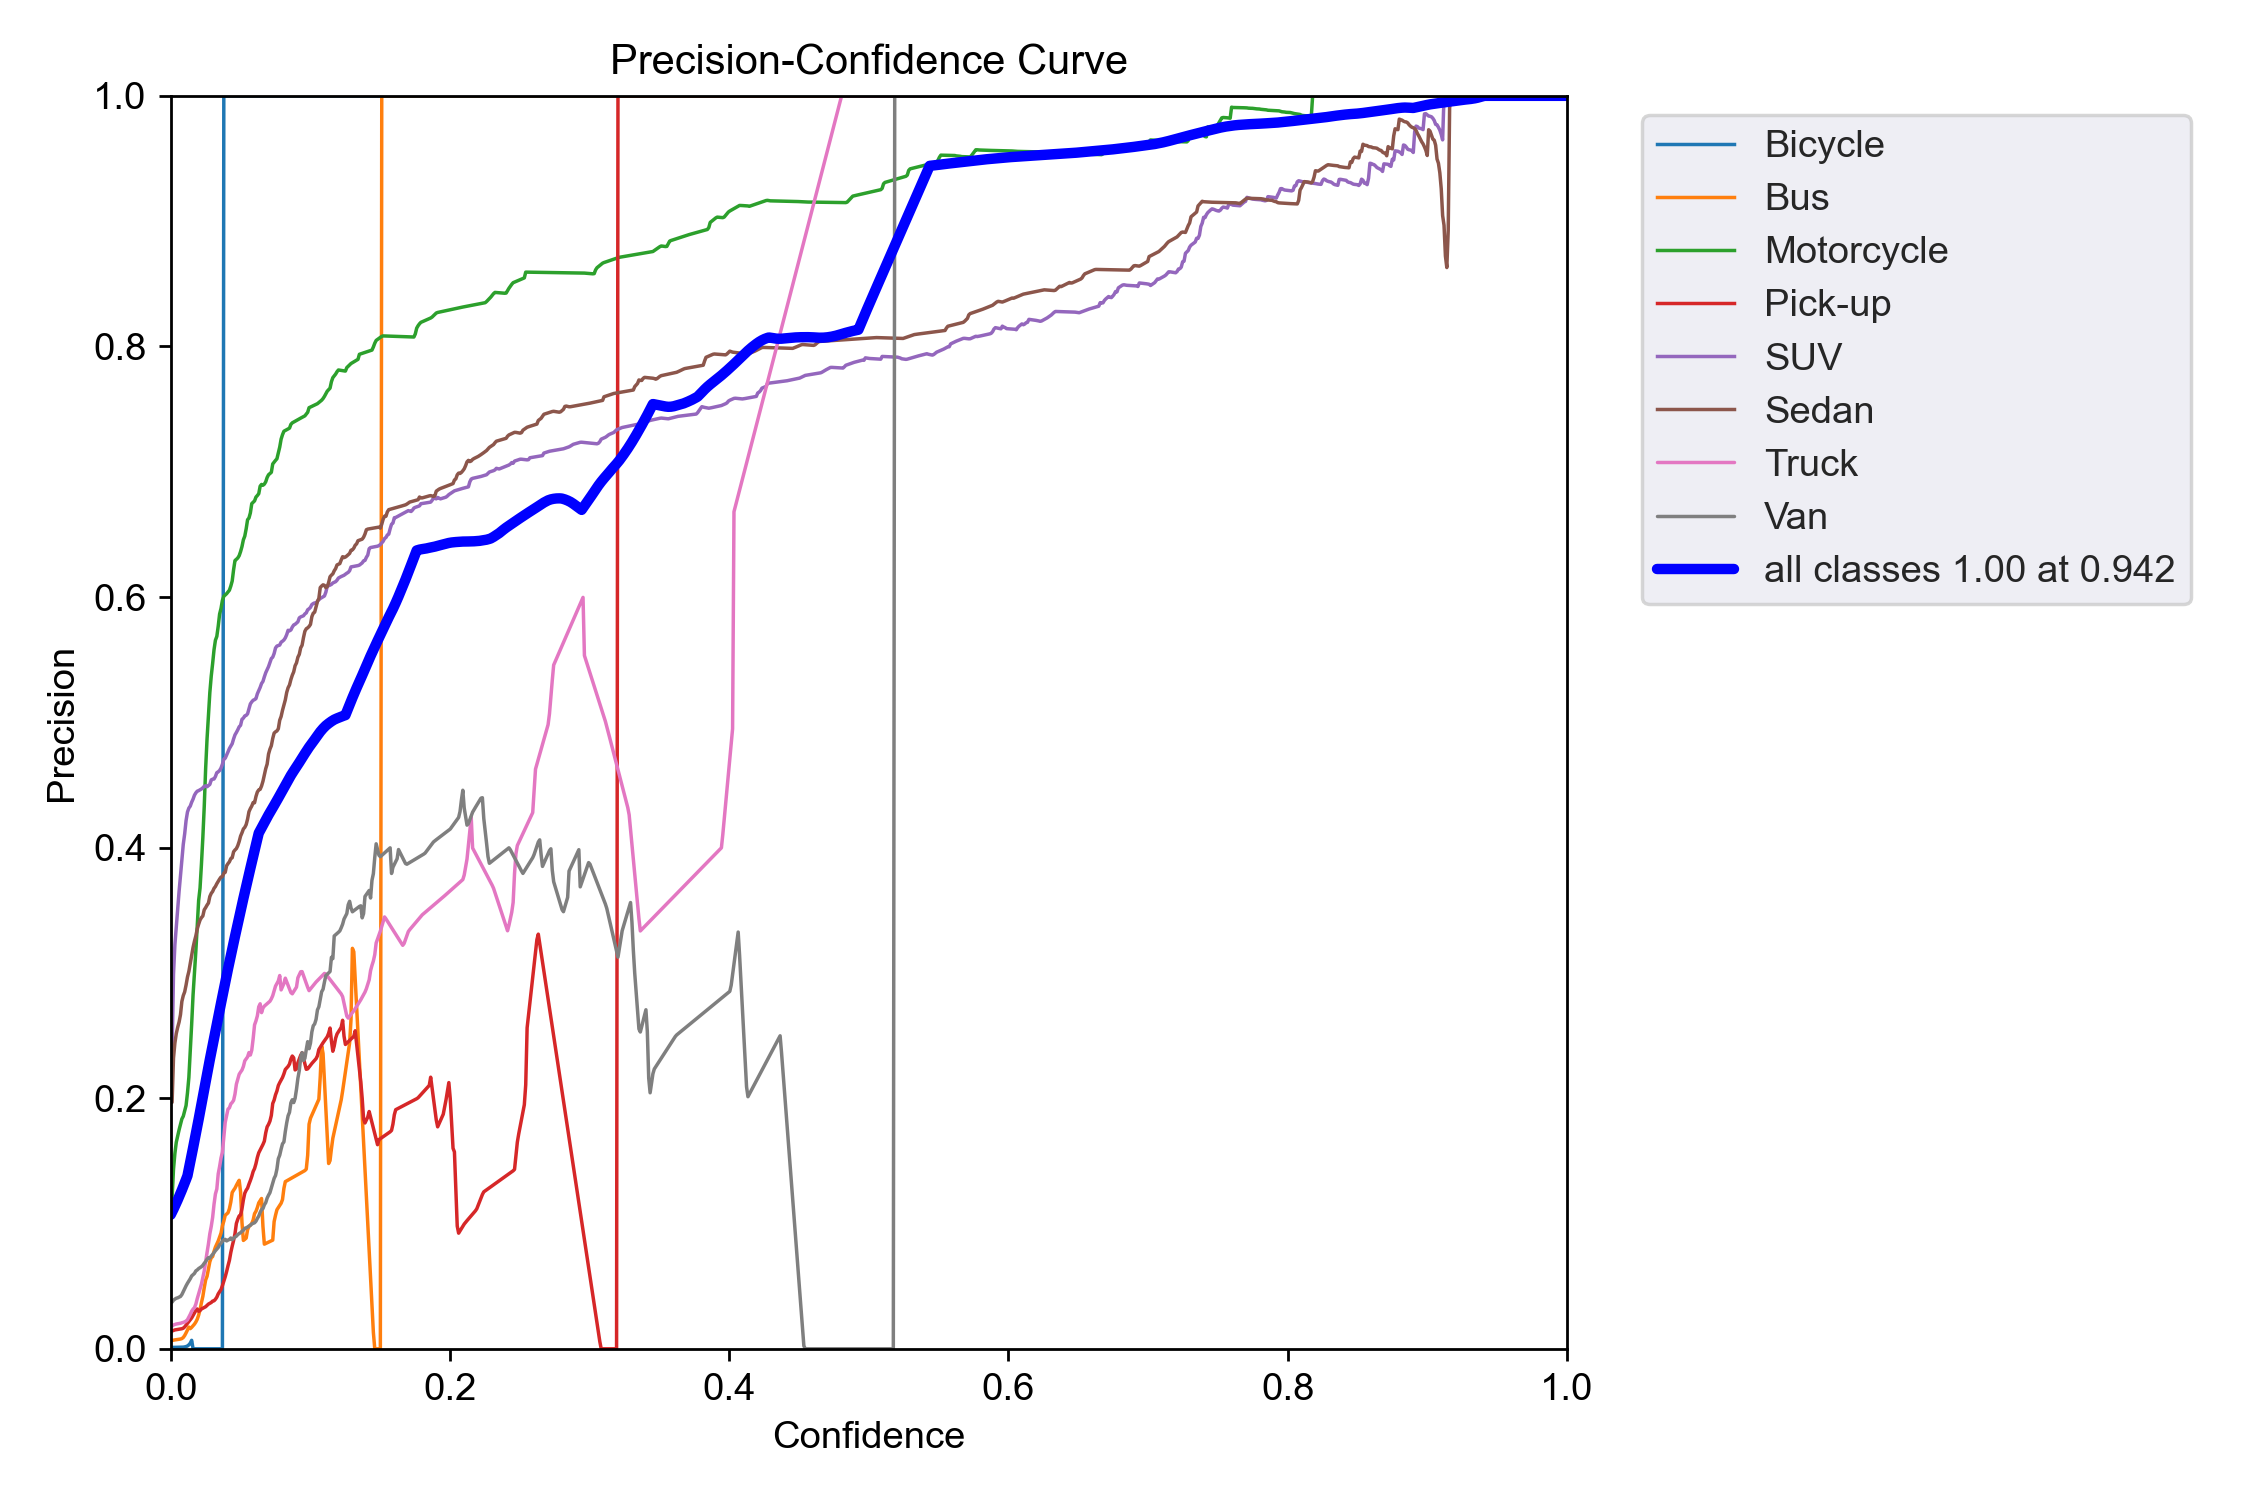 Precision-Confidence Curve
1.0
0.8
0.6
0.4
0.2
0.0
Precision
0.0 0.2 0.4 0.6 0.8 1.0
Confidence
Bicycle
Bus
Motorcycle
Pick-up
SUV
Sedan
Truck
Van
all classes 1.00 at 0.942